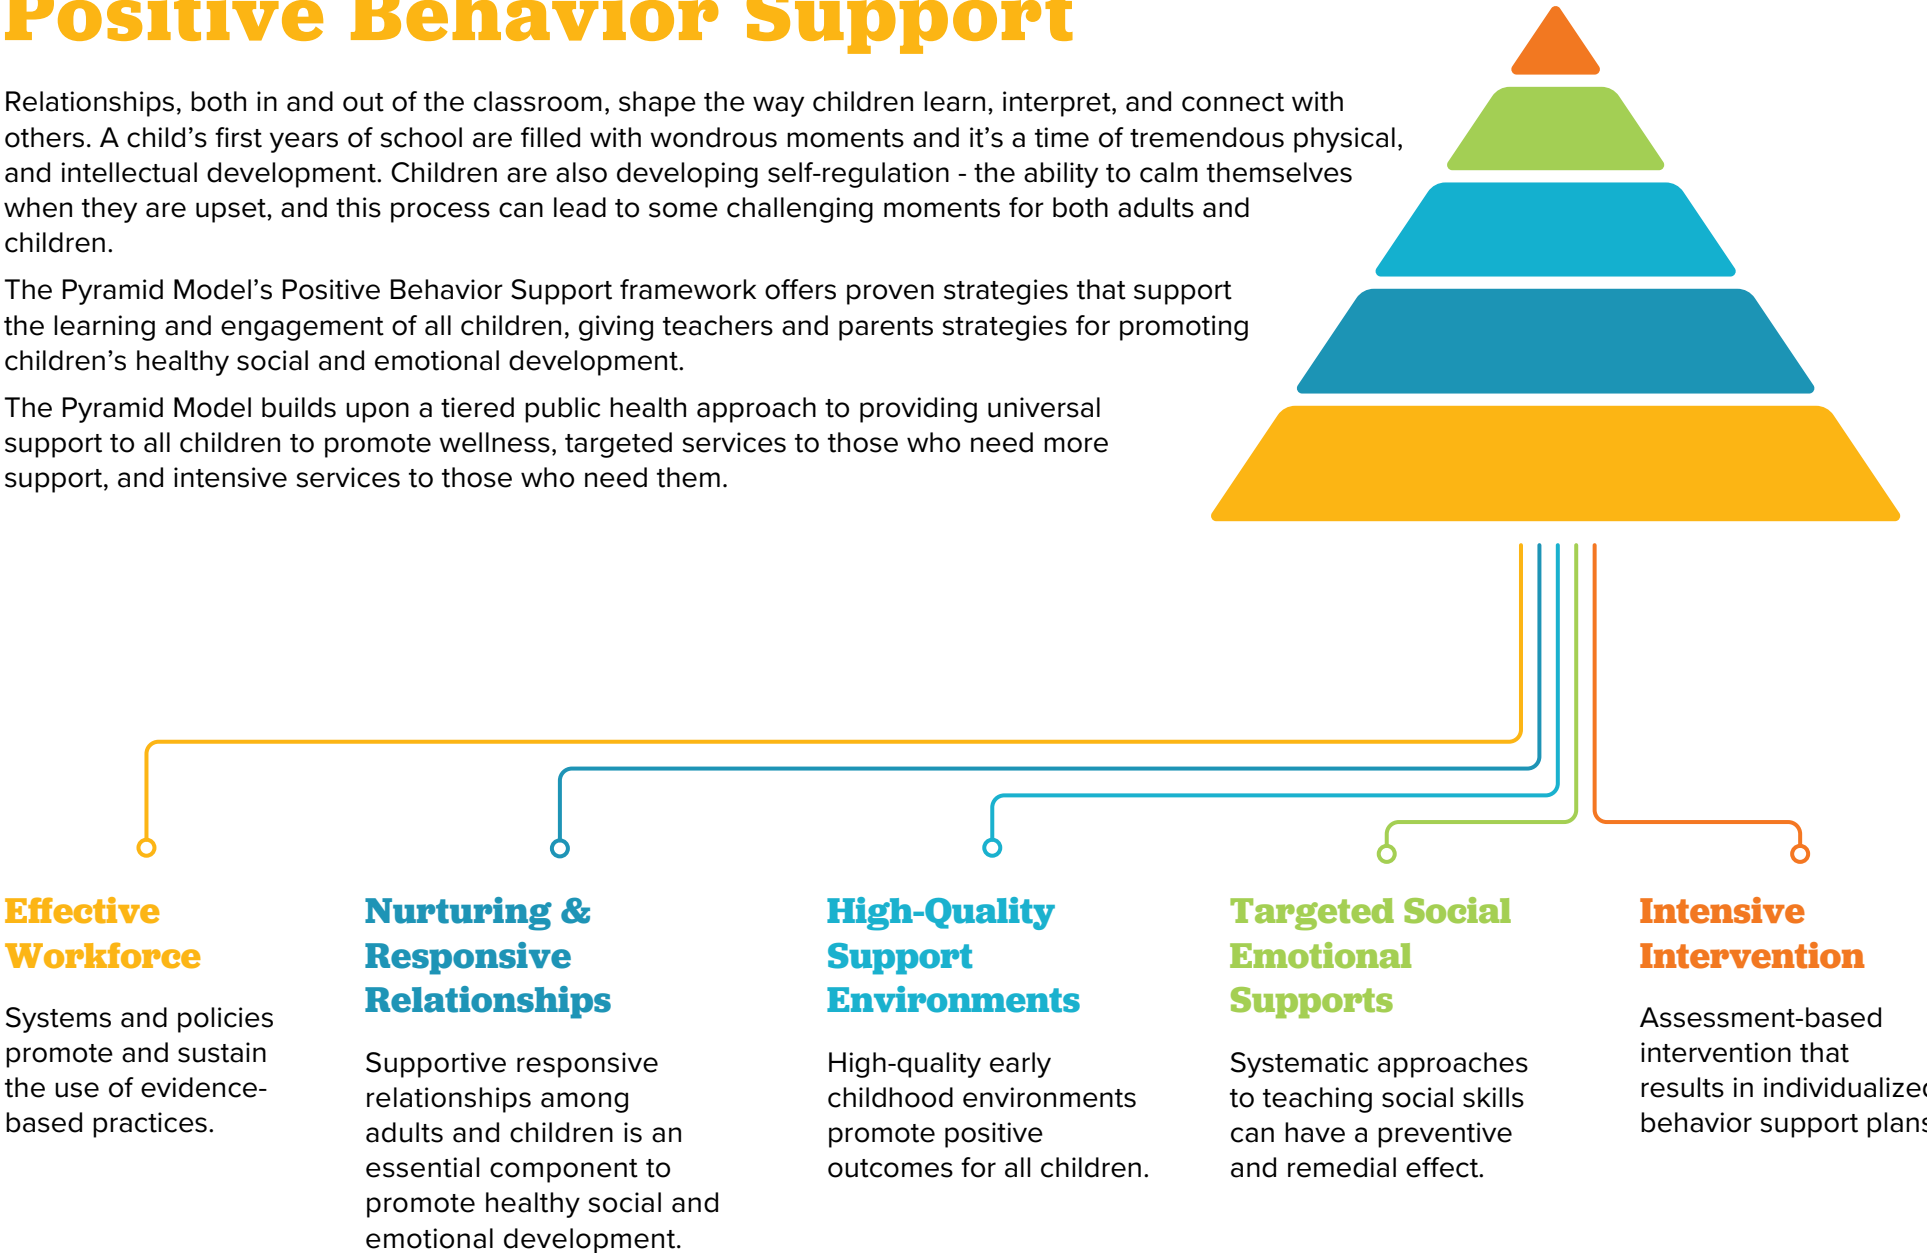 Positive Behavior Support
Relationships, both in and out of the classroom, shape the way children learn, interpret, and connect with
others. A child’s first years of school are filled with wondrous moments and it’s a time of tremendous physical,
and intellectual development. Children are also developing self-regulation - the ability to calm themselves
when they are upset, and this process can lead to some challenging moments for both adults and
children.
The Pyramid Model’s Positive Behavior Support framework offers proven strategies that support
the learning and engagement of all children, giving teachers and parents strategies for promoting
children’s healthy social and emotional development.
The Pyramid Model builds upon a tiered public health approach to providing universal
support to all children to promote wellness, targeted services to those who need more
support, and intensive services to those who need them.
Effective
Workforce
Systems and policies
promote and sustain
the use of evidence-
based practices.
Nurturing &
Responsive
Relationships
Supportive responsive
relationships among
adults and children is an
essential component to
promote healthy social and
emotional development.
High-Quality
Support
Environments
High-quality early
childhood environments
promote positive
outcomes for all children.
Targeted Social
Emotional
Supports
Systematic approaches
to teaching social skills
can have a preventive
and remedial effect.
Intensive
Intervention
Assessment-based
intervention that
results in individualized
behavior support plans